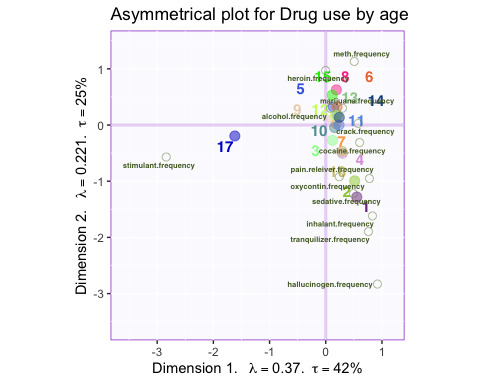 Asymmetrical plot for Drug use by age
meth.frequency
heroin.frequency
15
8
6
5
marijuana.frequency
13
14
9
12
alcohol.frequency
11
10
crack.frequency
7
17
cocaine.frequency
3
4
stimulant.frequency
pain.releiver.frequency
oxycontin.frequency
2
sedative.frequency
1
inhalant.frequency
tranquilizer.frequency
hallucinogen.frequency
1
0
-1
-2
-3
-3
-2
-1
0
1
Dimension 2. λ = 0.221. τ = 25%
Dimension 1. λ = 0.37. τ = 42%